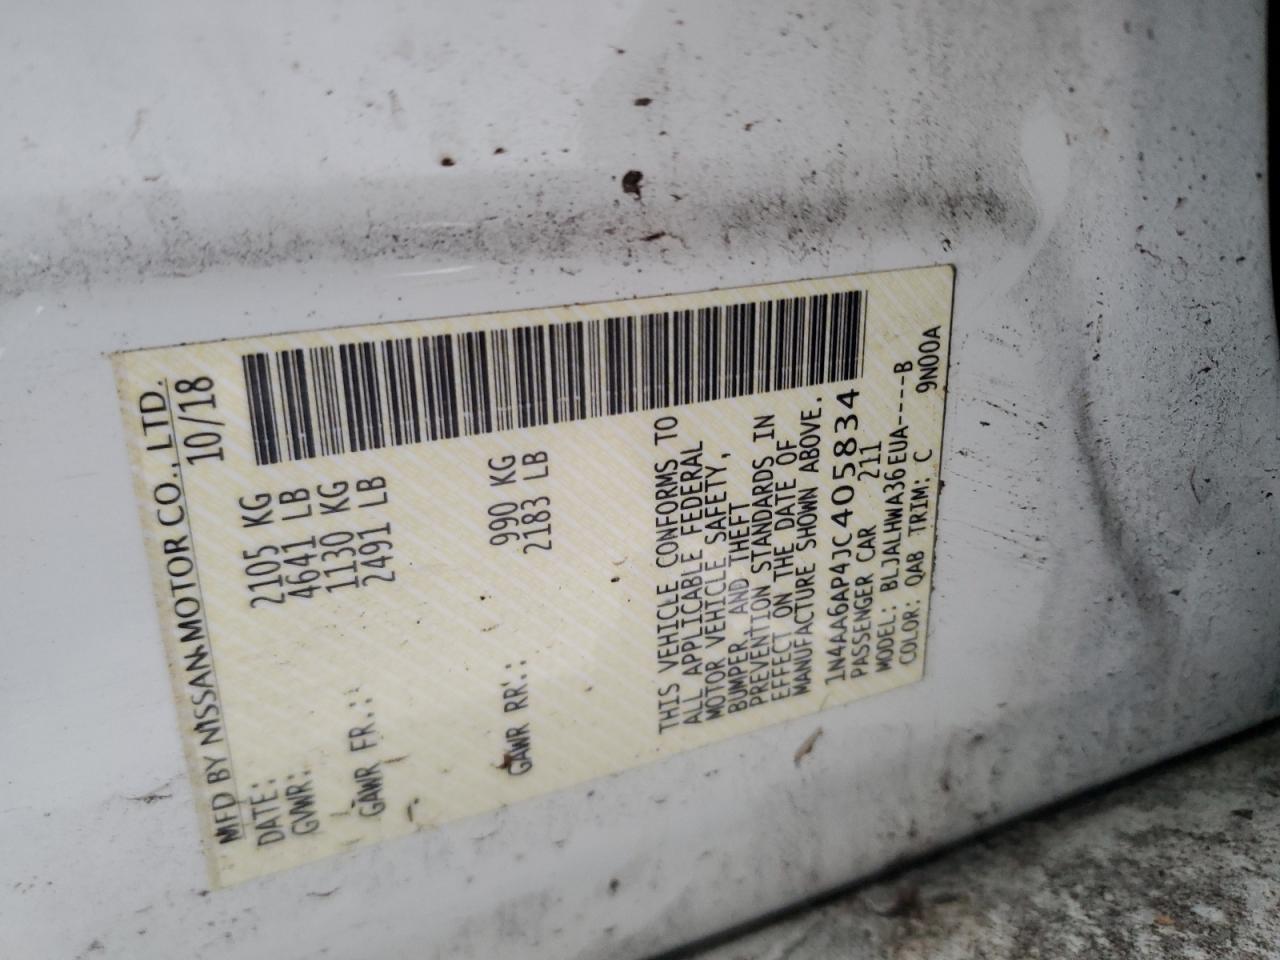 MFD BY NISSAN MOTOR CO., LTD.
DATE: 10/18
GVWR: 2105 KG
4641 LB
GAWR FR.: 1130 KG
2491 LB
GAWR RR.: 990 KG
2183 LB
THIS VEHICLE CONFORMS TO
ALL APPLICABLE FEDERAL
MOTOR VEHICLE SAFETY,
BUMPER, AND THEFT
PREVENTION STANDARDS IN
EFFECT ON THE DATE OF
MANUFACTURE SHOWN ABOVE.
1N4AA6AP4JC405834
PASSENGER CAR 211
MODEL: BLJALHWA36EUA----B
COLOR: QAB TRIM: C 9N00A